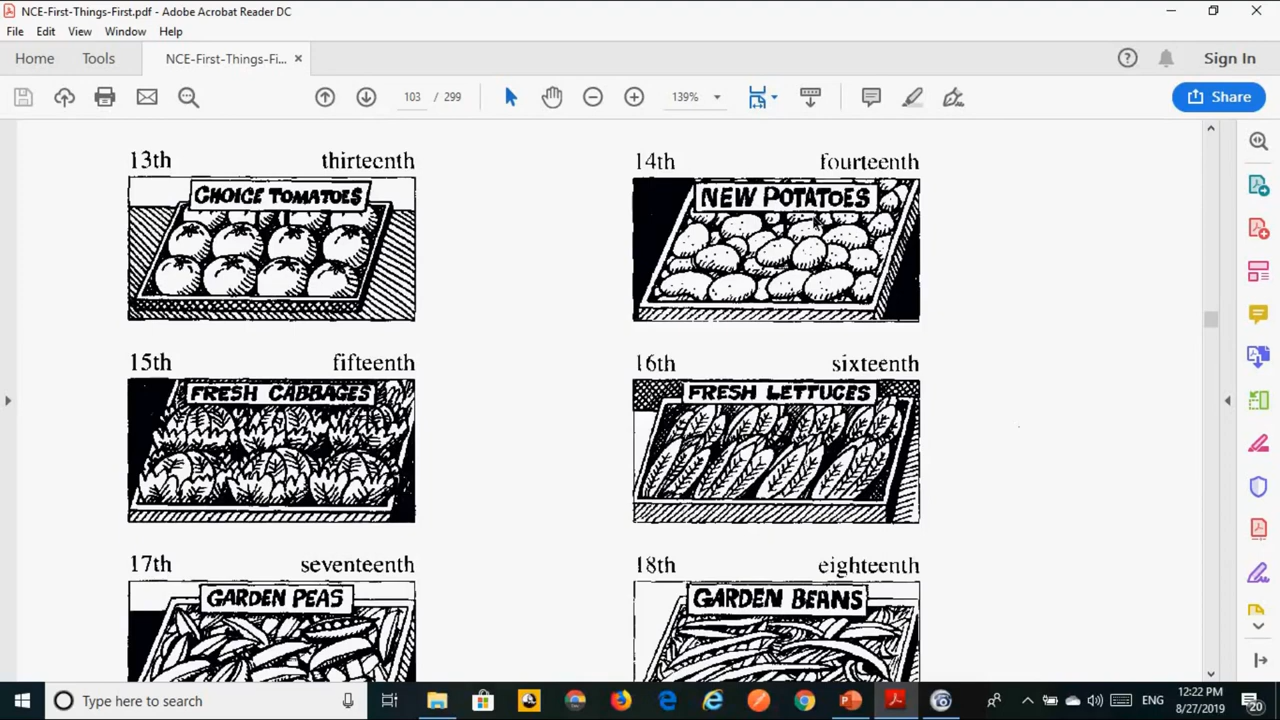 NCE-First-Things-First.pdf - Adobe Acrobat Reader DC
File Edit View Window Help
Home Tools NCE-First-Things-Fi... × Sign In
103 / 299 139% Share
13th thirteenth 14th fourteenth
CHOICE TOMATOES NEW POTATOES
15th fifteenth 16th sixteenth
FRESH CABBAGES FRESH LETTUCES
17th seventeenth 18th eighteenth
GARDEN PEAS GARDEN BEANS
Type here to search ENG 12:22 PM
8/27/2019 20